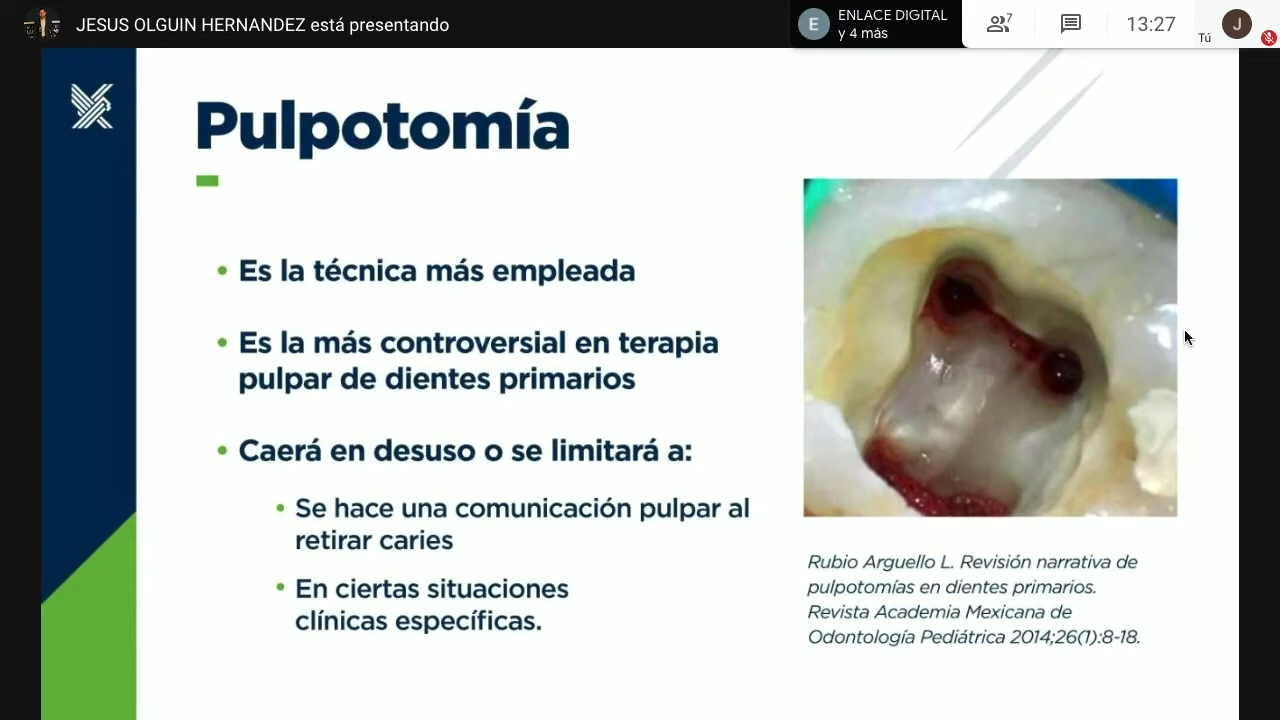 JESUS OLGUIN HERNANDEZ está presentando
E
ENLACE DIGITAL
y 4 más
7
13:27
Tú
J
Pulpotomía
• Es la técnica más empleada
• Es la más controversial en terapia
pulpar de dientes primarios
• Caerá en desuso o se limitará a:
• Se hace una comunicación pulpar al
retirar caries
• En ciertas situaciones
clínicas específicas.
Rubio Arguello L. Revisión narrativa de
pulpotomías en dientes primarios.
Revista Academia Mexicana de
Odontología Pediátrica 2014;26(1):8-18.